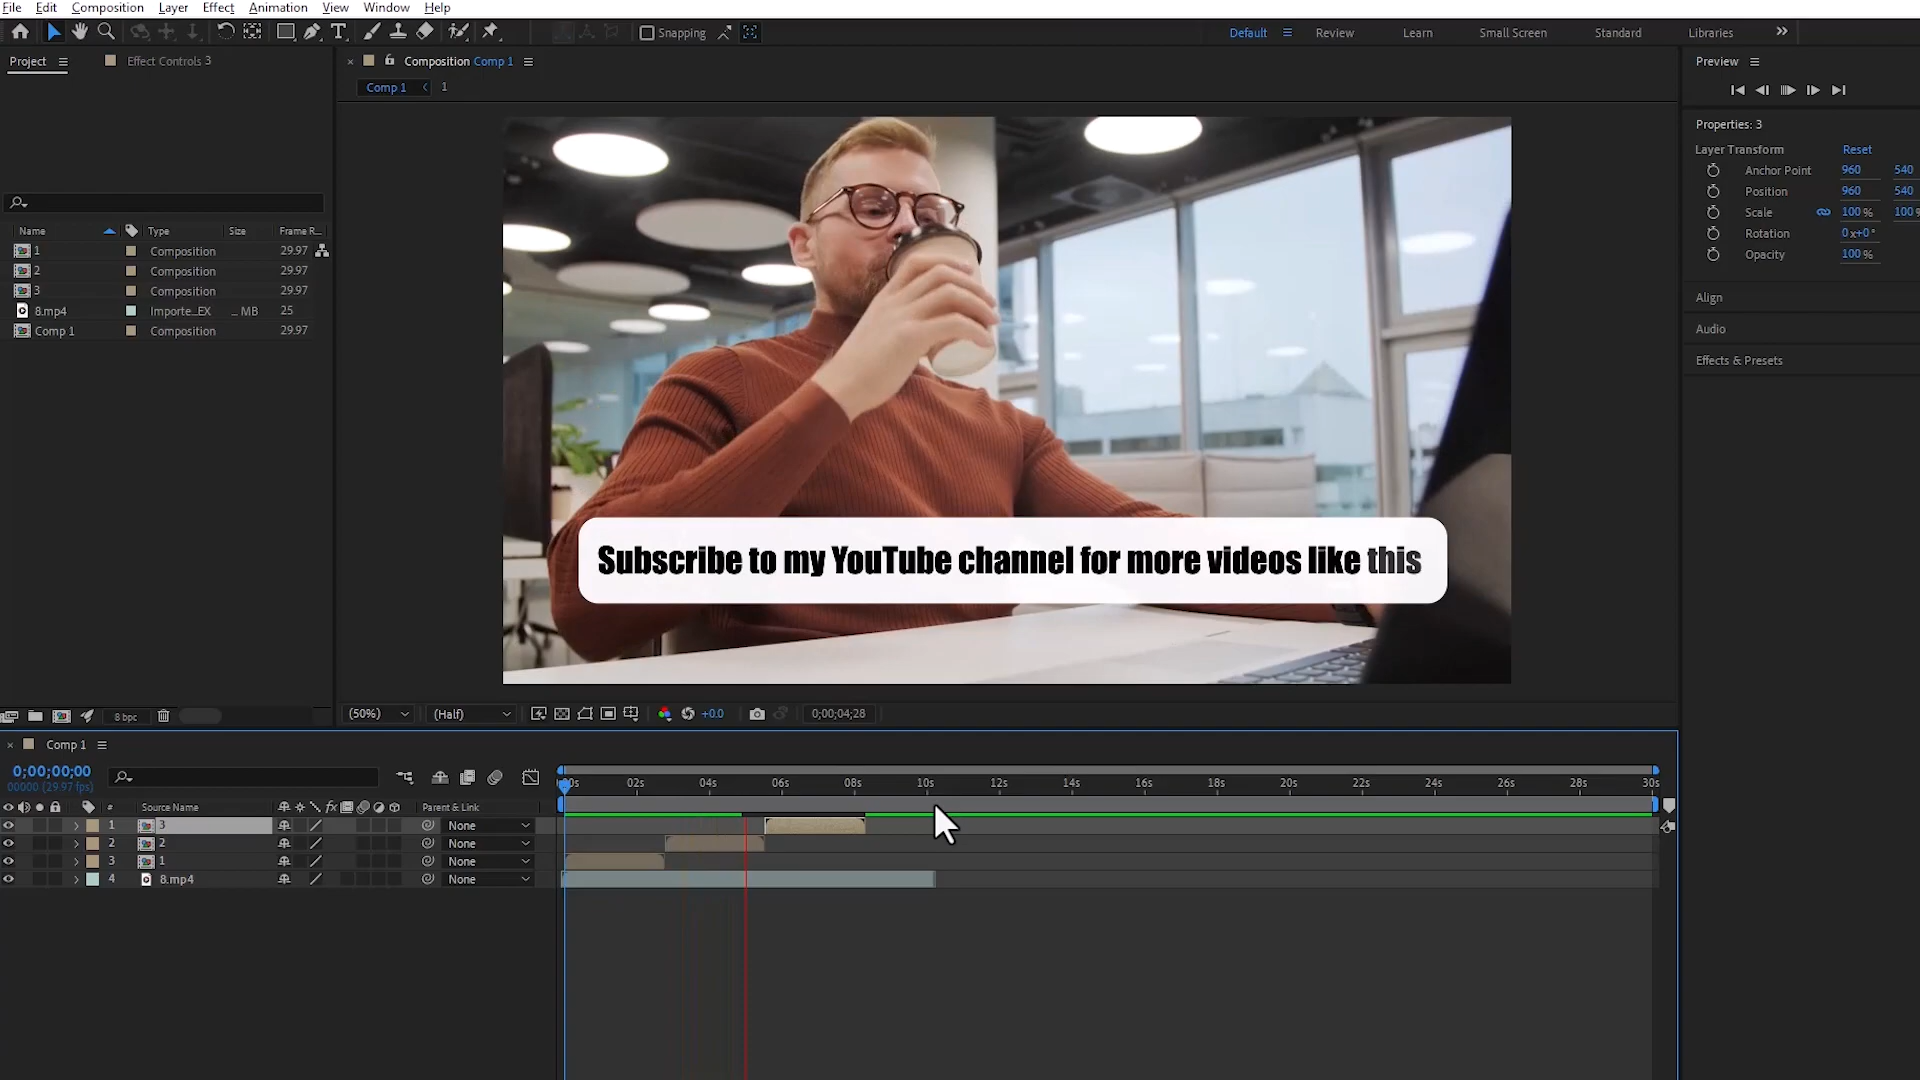 File Edit Composition Layer Effect Animation View Window Help
Snapping Default Review Learn Small Screen Standard Libraries
Project Effect Controls 3
Composition Comp 1
Comp 1 1
Preview
Properties: 3
Layer Transform Reset
Anchor Point 960 540
Position 960 540
Scale 100 % 100 %
Rotation 0x+0°
Opacity 100 %
Align
Audio
Effects & Presets
Name Type Size Frame R...
1 Composition 29.97
2 Composition 29.97
3 Composition 29.97
8.mp4 Importe...EX ... MB 25
Comp 1 Composition 29.97
Subscribe to my YouTube channel for more videos like this
8 bpc
(50%) (Half) +0.0 0;00;04;28
Comp 1
0;00;00;00
00000 (29.97 fps)
02s 04s 06s 08s 10s 12s 14s 16s 18s 20s 22s 24s 26s 28s 30s
# Source Name fx Parent & Link
1 3 None
2 2 None
3 1 None
4 8.mp4 None